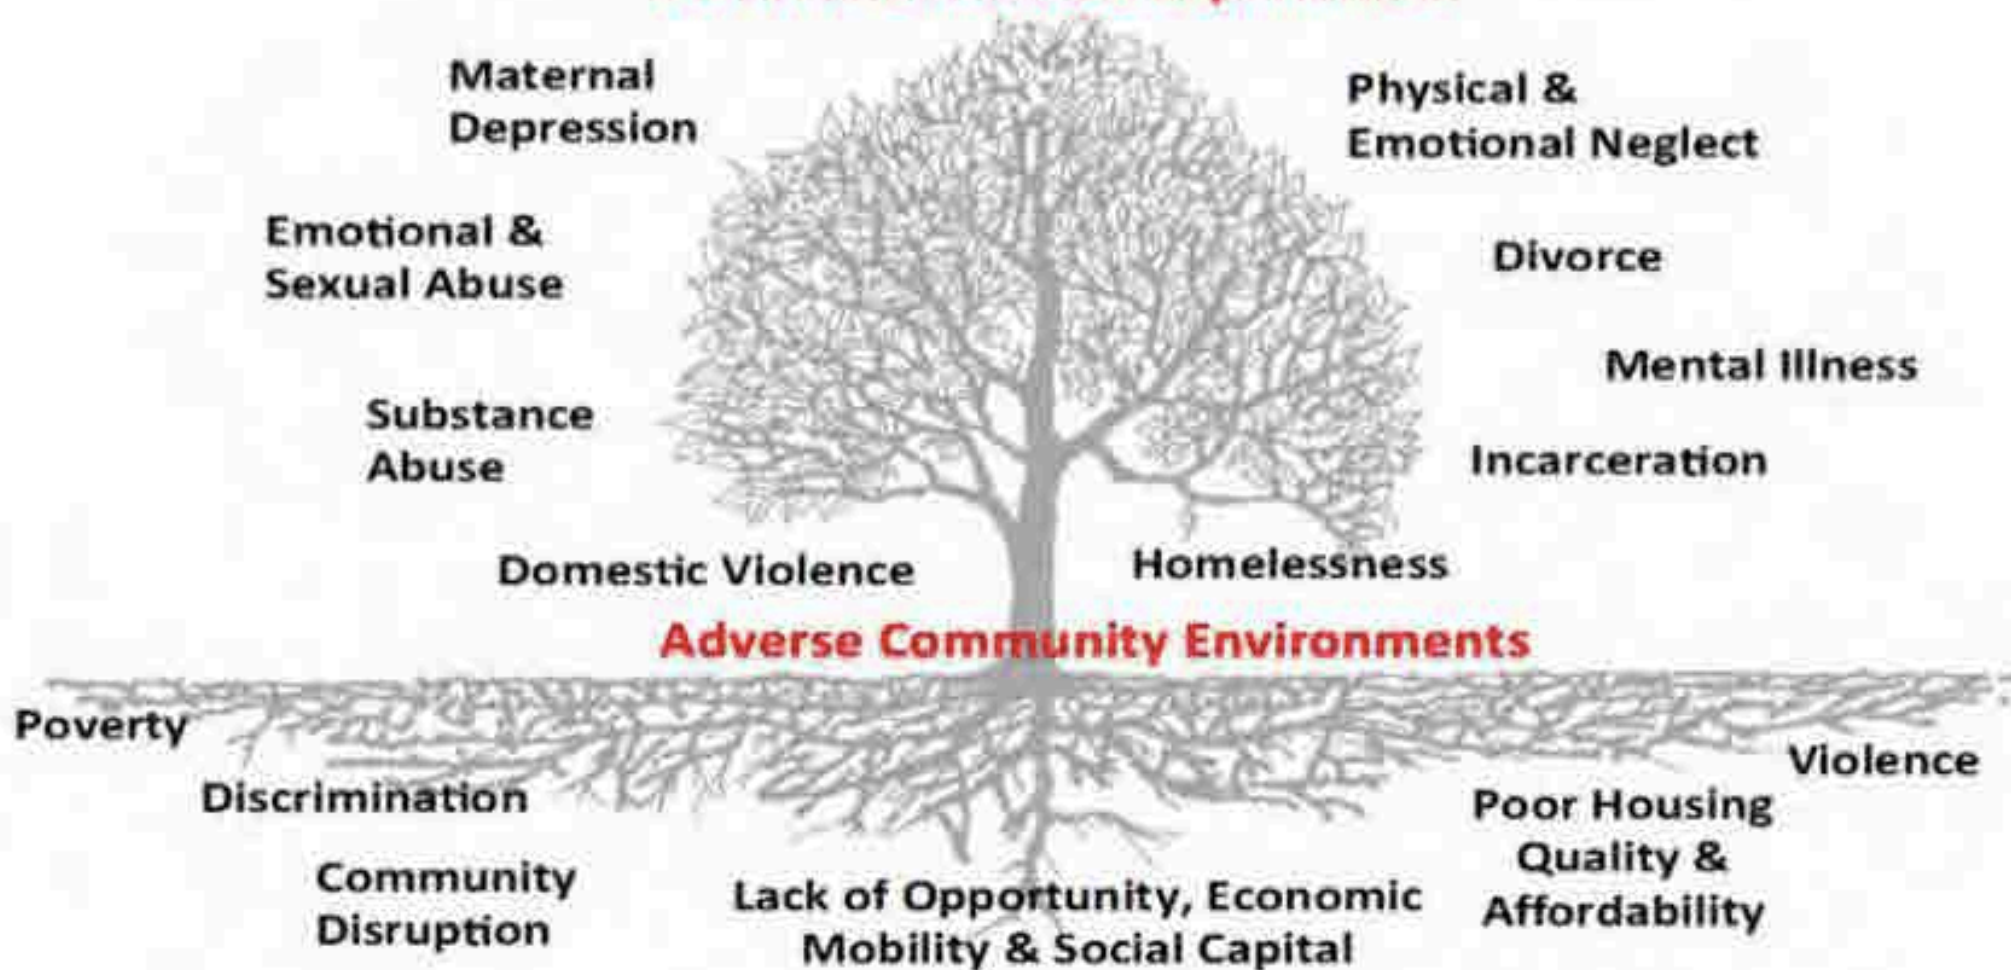 Maternal
Depression
Physical &
Emotional Neglect
Emotional &
Sexual Abuse
Divorce
Mental Illness
Substance
Abuse
Incarceration
Domestic Violence
Homelessness
Adverse Community Environments
Poverty
Discrimination
Community
Disruption
Lack of Opportunity, Economic
Mobility & Social Capital
Poor Housing
Quality &
Affordability
Violence